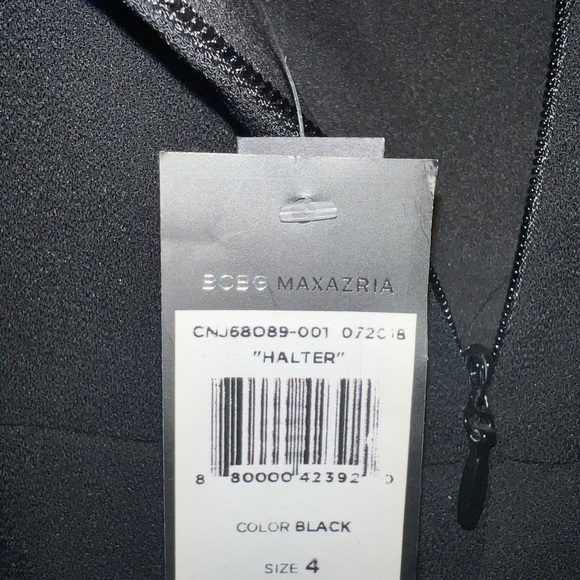 BCBG MAXAZRIA
CNJ68089-001 072018
"HALTER"
8 80000 42392 0
COLOR BLACK
SIZE 4